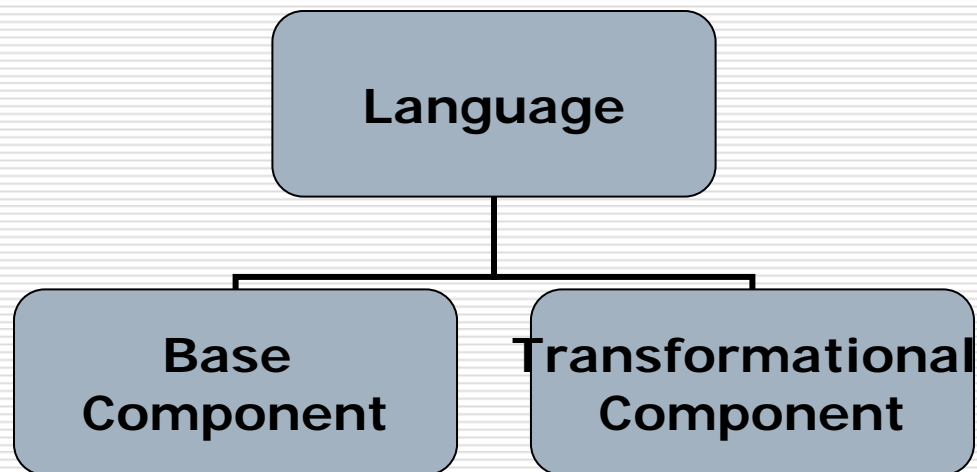 Language
Base
Component
Transformational
Component